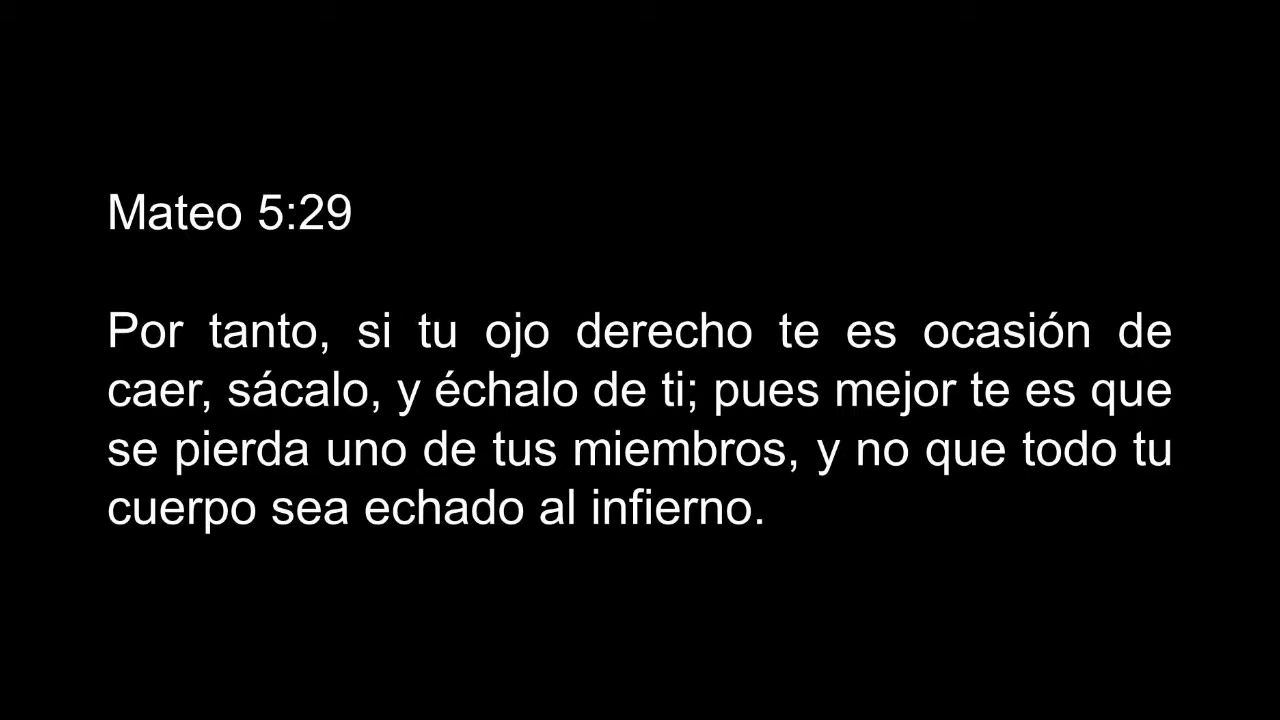 Mateo 5:29
Por tanto, si tu ojo derecho te es ocasión de
caer, sácalo, y échalo de ti; pues mejor te es que
se pierda uno de tus miembros, y no que todo tu
cuerpo sea echado al infierno.